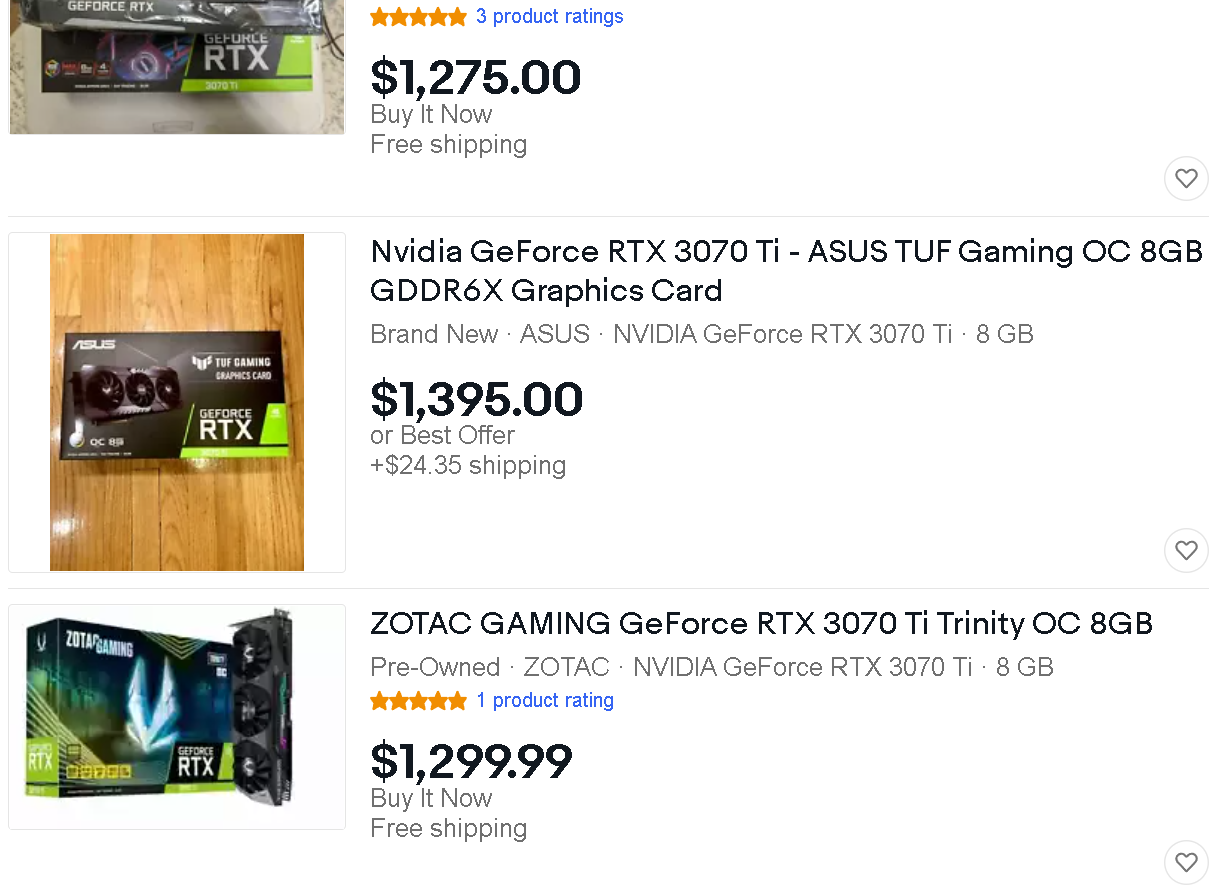 GEFORCE RTX
3 product ratings
GEFORCE
RTX
3070 Ti
$1,275.00
Buy It Now
Free shipping
Nvidia GeForce RTX 3070 Ti - ASUS TUF Gaming OC 8GB
GDDR6X Graphics Card
Brand New · ASUS · NVIDIA GeForce RTX 3070 Ti · 8 GB
ASUS
TUF GAMING
GRAPHICS CARD
GEFORCE
RTX
OC 8G
$1,395.00
or Best Offer
+$24.35 shipping
ZOTAC GAMING GeForce RTX 3070 Ti Trinity OC 8GB
Pre-Owned · ZOTAC · NVIDIA GeForce RTX 3070 Ti · 8 GB
1 product rating
ZOTAC GAMING
GEFORCE
RTX
RTX
$1,299.99
Buy It Now
Free shipping